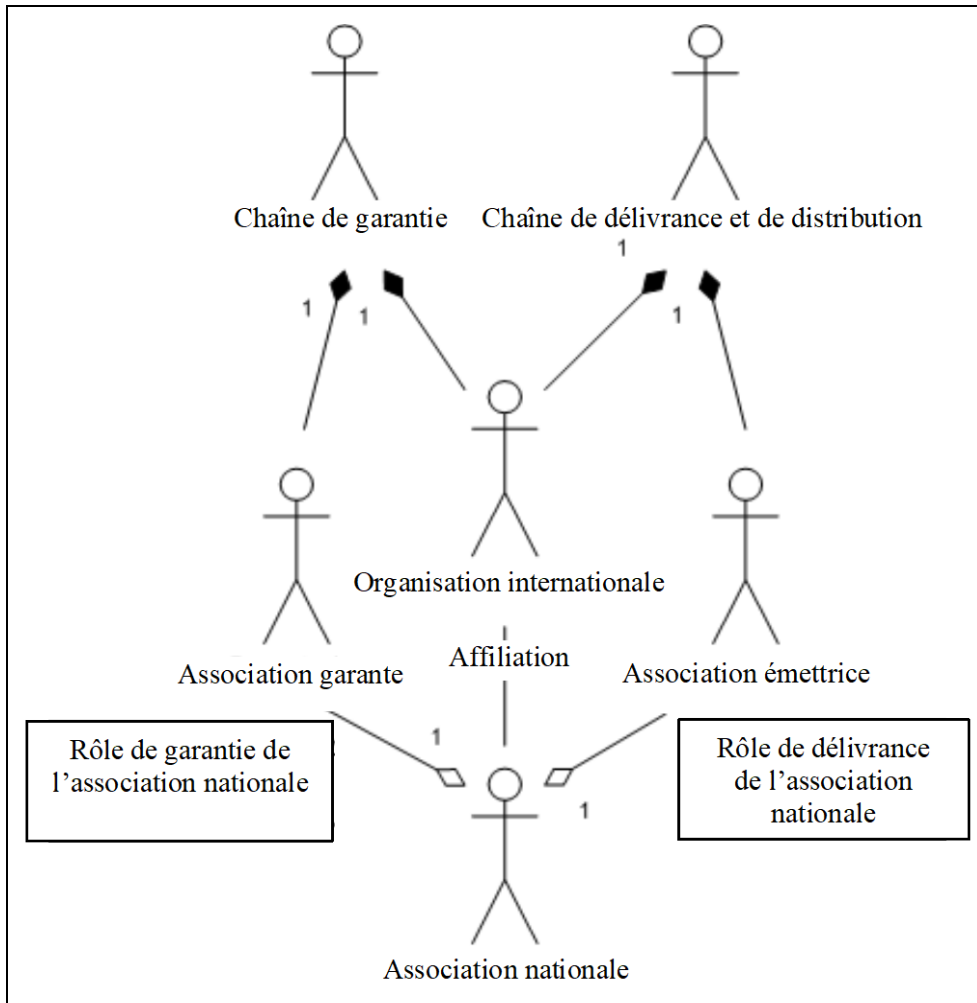 Chaîne de garantie
Chaîne de délivrance et de distribution
1
1
1
1
Organisation internationale
Association garante
Affiliation
Association émettrice
Rôle de garantie de
l’association nationale
1
Rôle de délivrance
de l’association
nationale
1
Association nationale